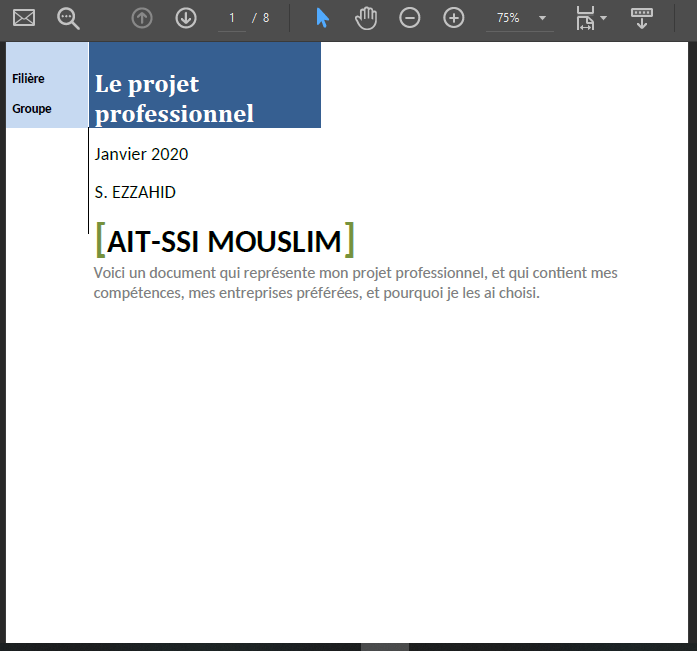 1 / 8
75%
Filière
Groupe
Le projet
professionnel
Janvier 2020
S. EZZAHID
[AIT-SSI MOUSLIM]
Voici un document qui représente mon projet professionnel, et qui contient mes
compétences, mes entreprises préférées, et pourquoi je les ai choisi.